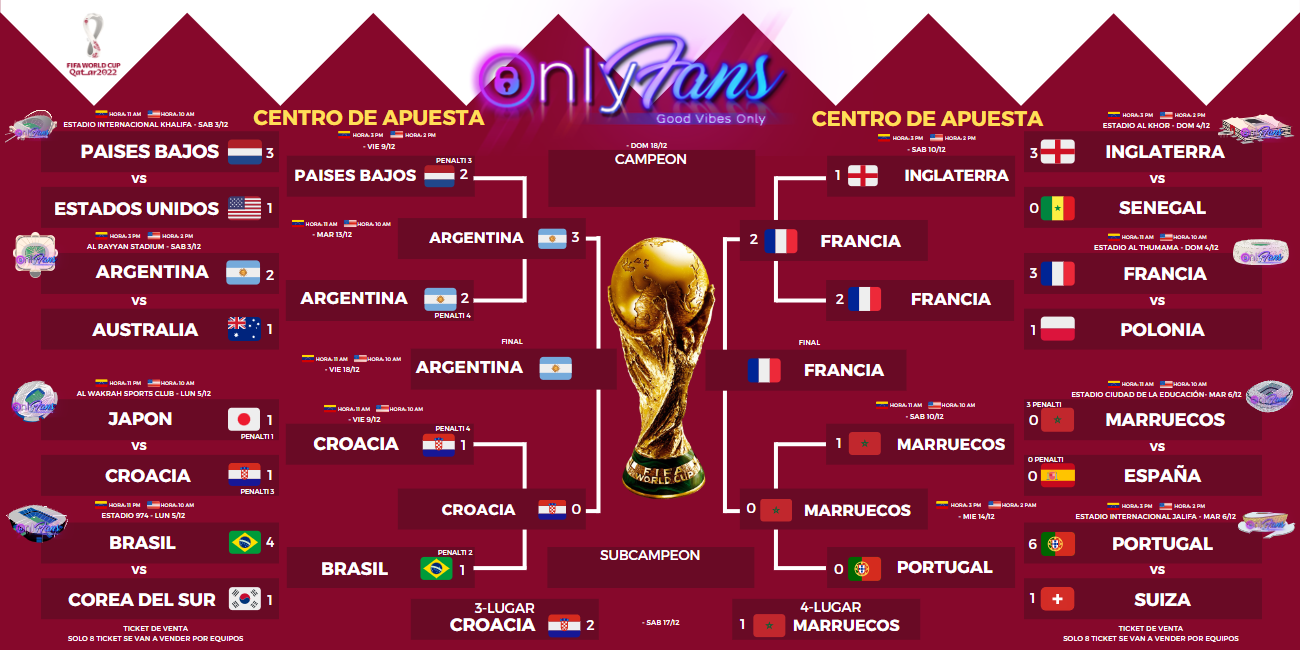 FIFA WORLD CUP
Qatar2022
OnlyFans
Good Vibes Only
CENTRO DE APUESTA
CENTRO DE APUESTA
HORA: 11 AM HORA: 10 AM
ESTADIO INTERNACIONAL KHALIFA - SAB 3/12
PAISES BAJOS 3
VS
ESTADOS UNIDOS 1
HORA: 3 PM HORA: 2 PM
AL RAYYAN STADIUM - SAB 3/12
ARGENTINA 2
VS
AUSTRALIA 1
HORA: 11 PM HORA: 10 AM
AL WAKRAH SPORTS CLUB - LUN 5/12
JAPON 1
PENALTI 1
VS
CROACIA 1
PENALTI 3
HORA: 11 PM HORA: 10 AM
ESTADIO 974 - LUN 5/12
BRASIL 4
VS
COREA DEL SUR 1
TICKET DE VENTA
SOLO 8 TICKET SE VAN A VENDER POR EQUIPOS
HORA: 3 PM HORA: 2 PM
- VIE 9/12
PENALTI 3
PAISES BAJOS 2
HORA: 11 AM HORA: 10 AM
- MAR 13/12
ARGENTINA 3
ARGENTINA 2
PENALTI 4
FINAL
HORA: 11 AM HORA: 10 AM
- VIE 18/12
ARGENTINA
HORA: 11 AM HORA: 10 AM
- VIE 9/12
PENALTI 4
CROACIA 1
CROACIA 0
PENALTI 2
BRASIL 1
3-LUGAR
CROACIA 2
- DOM 18/12
CAMPEON
FIFA
WORLD CUP
SUBCAMPEON
- SAB 17/12
HORA: 3 PM HORA: 2 PM
- SAB 10/12
1 INGLATERRA
2 FRANCIA
2 FRANCIA
FINAL
FRANCIA
HORA: 11 AM HORA: 10 AM
- SAB 10/12
1 MARRUECOS
0 MARRUECOS
HORA: 3 PM HORA: 2 PAM
- MIE 14/12
0 PORTUGAL
4-LUGAR
1 MARRUECOS
HORA: 3 PM HORA: 2 PM
ESTADIO AL KHOR - DOM 4/12
3 INGLATERRA
VS
0 SENEGAL
HORA: 11 AM HORA: 10 AM
ESTADIO AL THUMAMA - DOM 4/12
3 FRANCIA
VS
1 POLONIA
HORA: 11 AM HORA: 10 AM
ESTADIO CIUDAD DE LA EDUCACIÓN- MAR 6/12
3 PENALTI
0 MARRUECOS
VS
0 PENALTI
0 ESPAÑA
HORA: 3 PM HORA: 2 PM
ESTADIO INTERNACIONAL JALIFA - MAR 6/12
6 PORTUGAL
VS
1 SUIZA
TICKET DE VENTA
SOLO 8 TICKET SE VAN A VENDER POR EQUIPOS